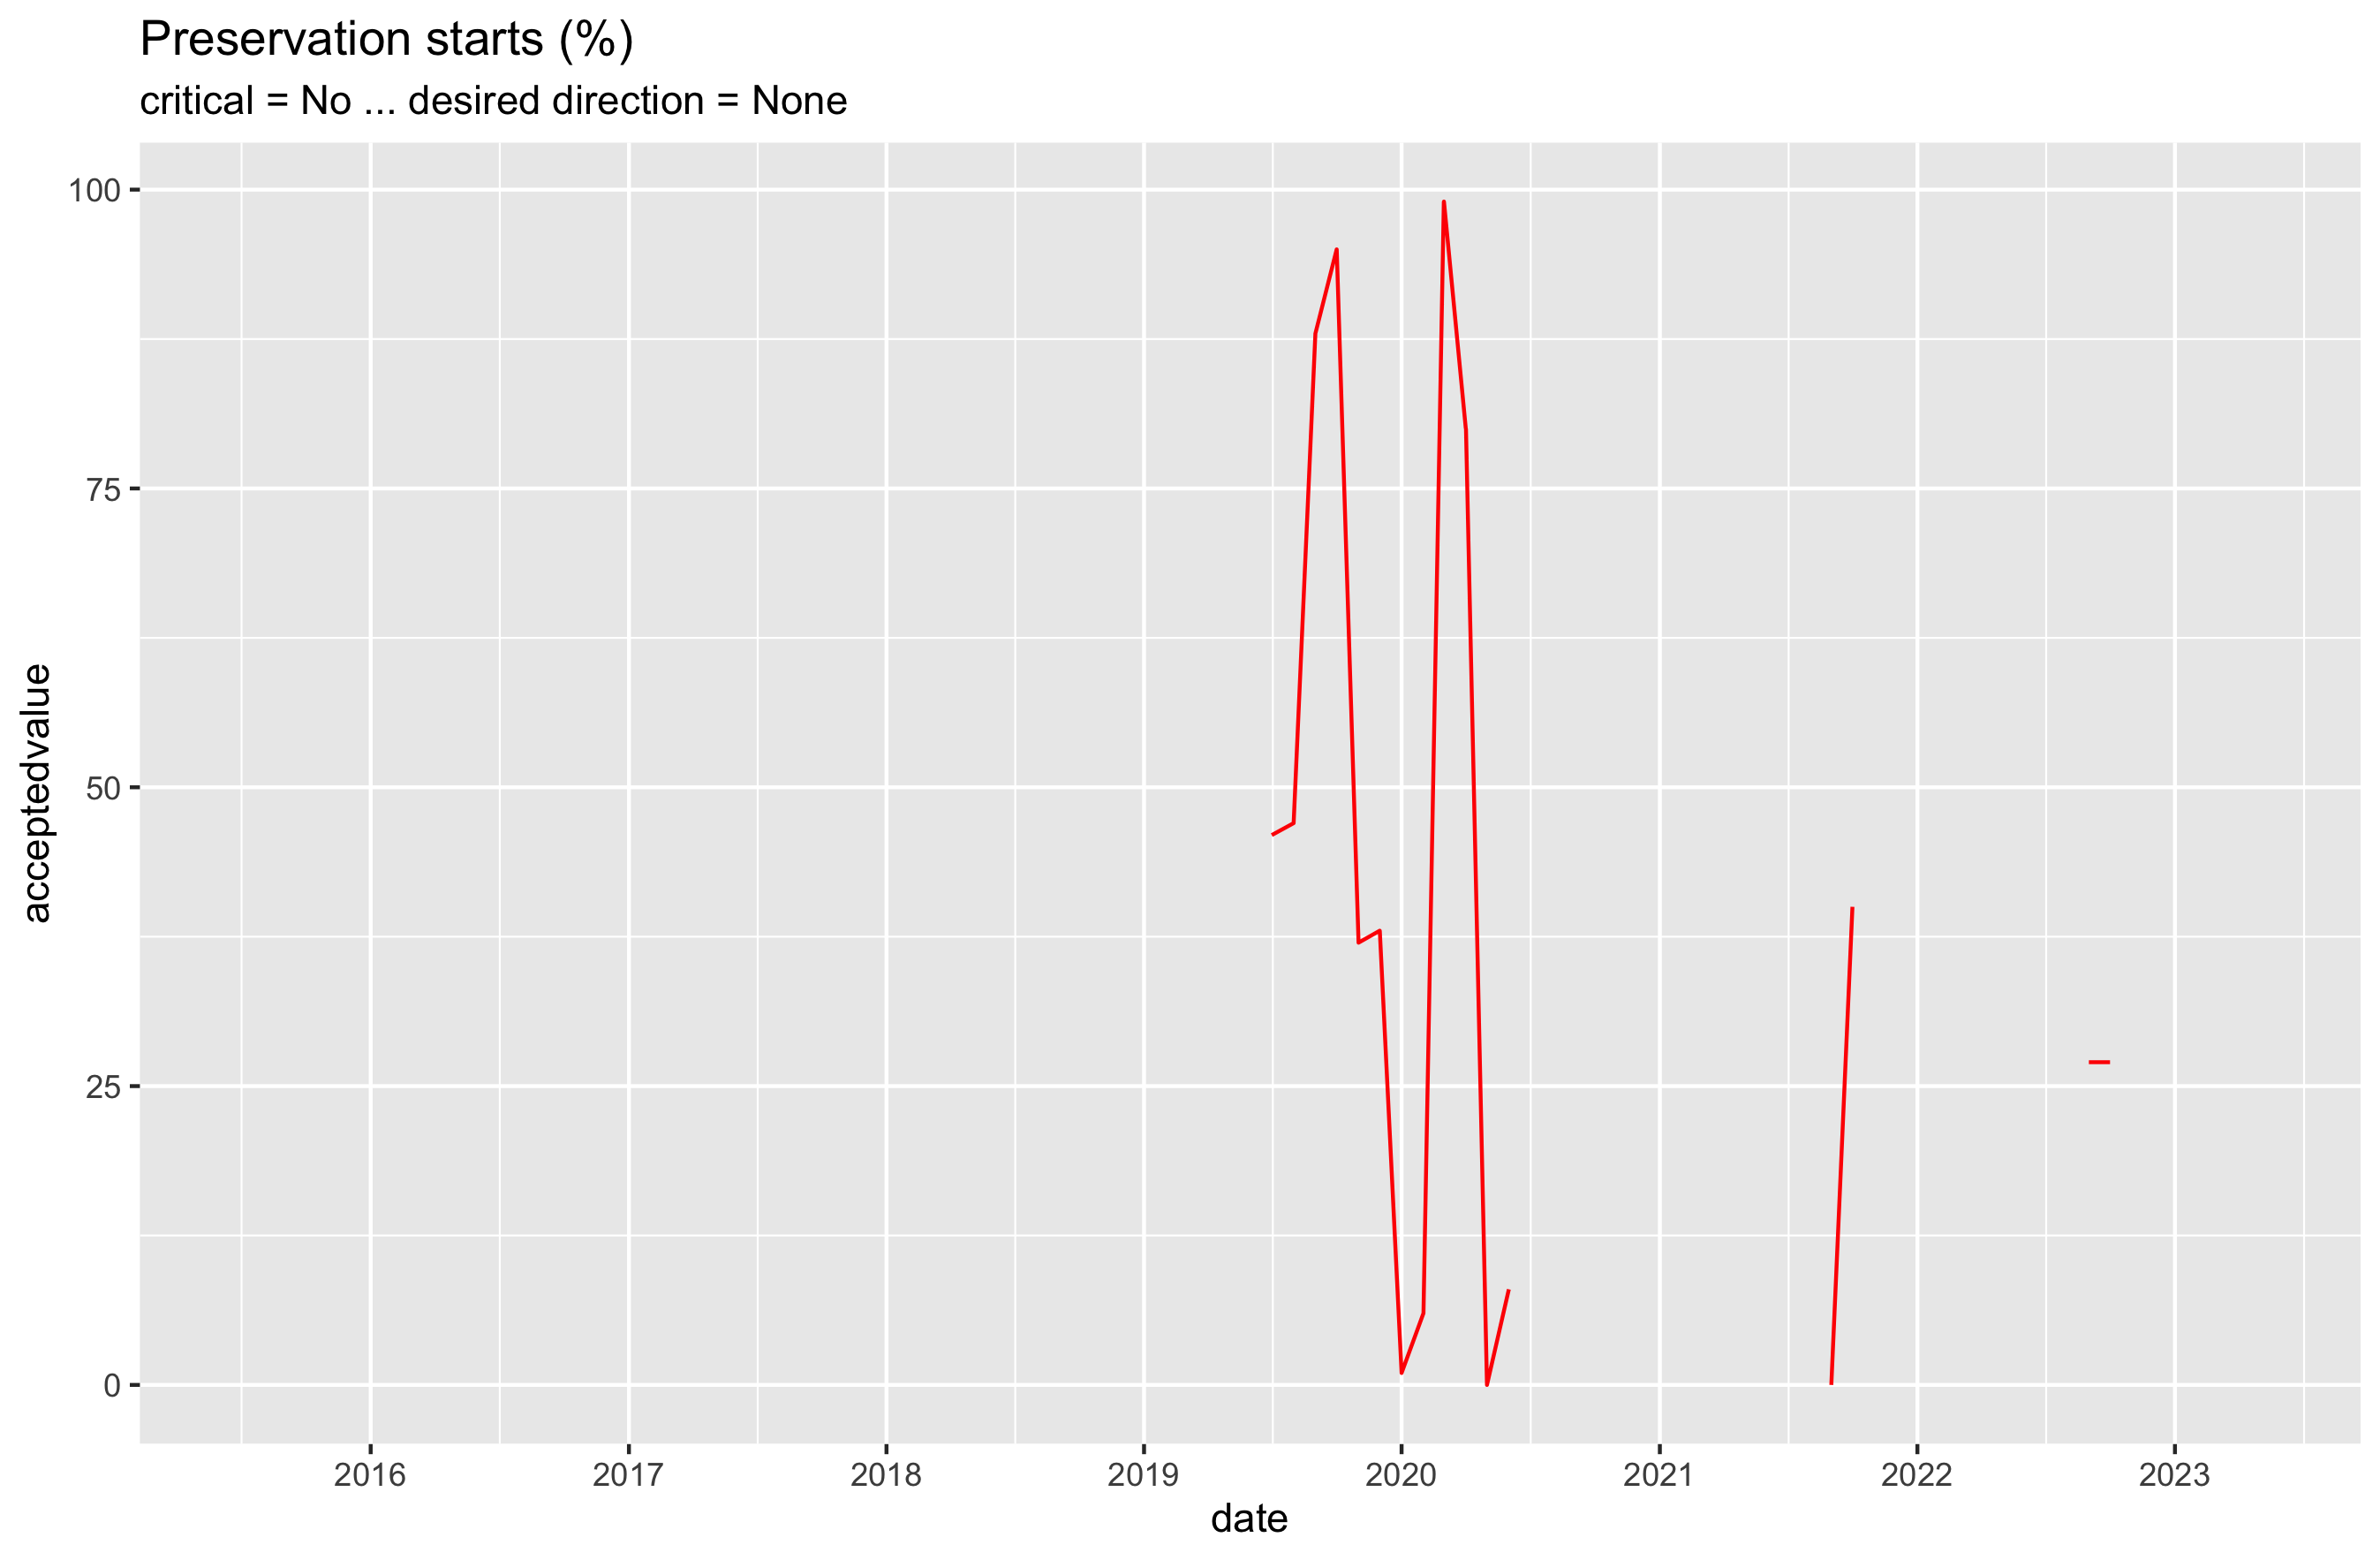 Preservation starts (%)
critical = No ... desired direction = None
acceptedvalue
100
75
50
25
0
2016 2017 2018 2019 2020 2021 2022 2023
date